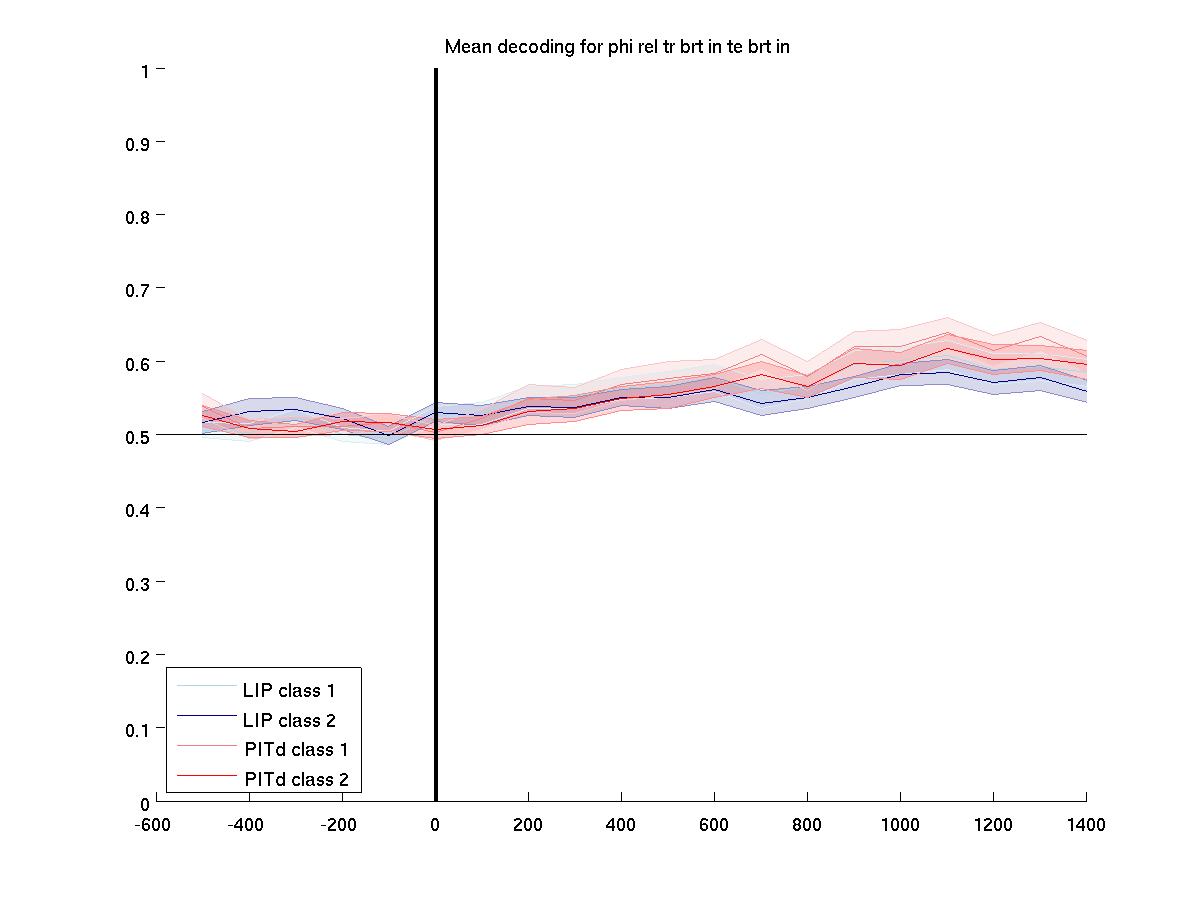 Mean decoding for phi rel tr brt in te brt in
1
0.9
0.8
0.7
0.6
0.5
0.4
0.3
0.2
0.1
0
LIP class 1
LIP class 2
PITd class 1
PITd class 2
-600 -400 -200 0 200 400 600 800 1000 1200 1400